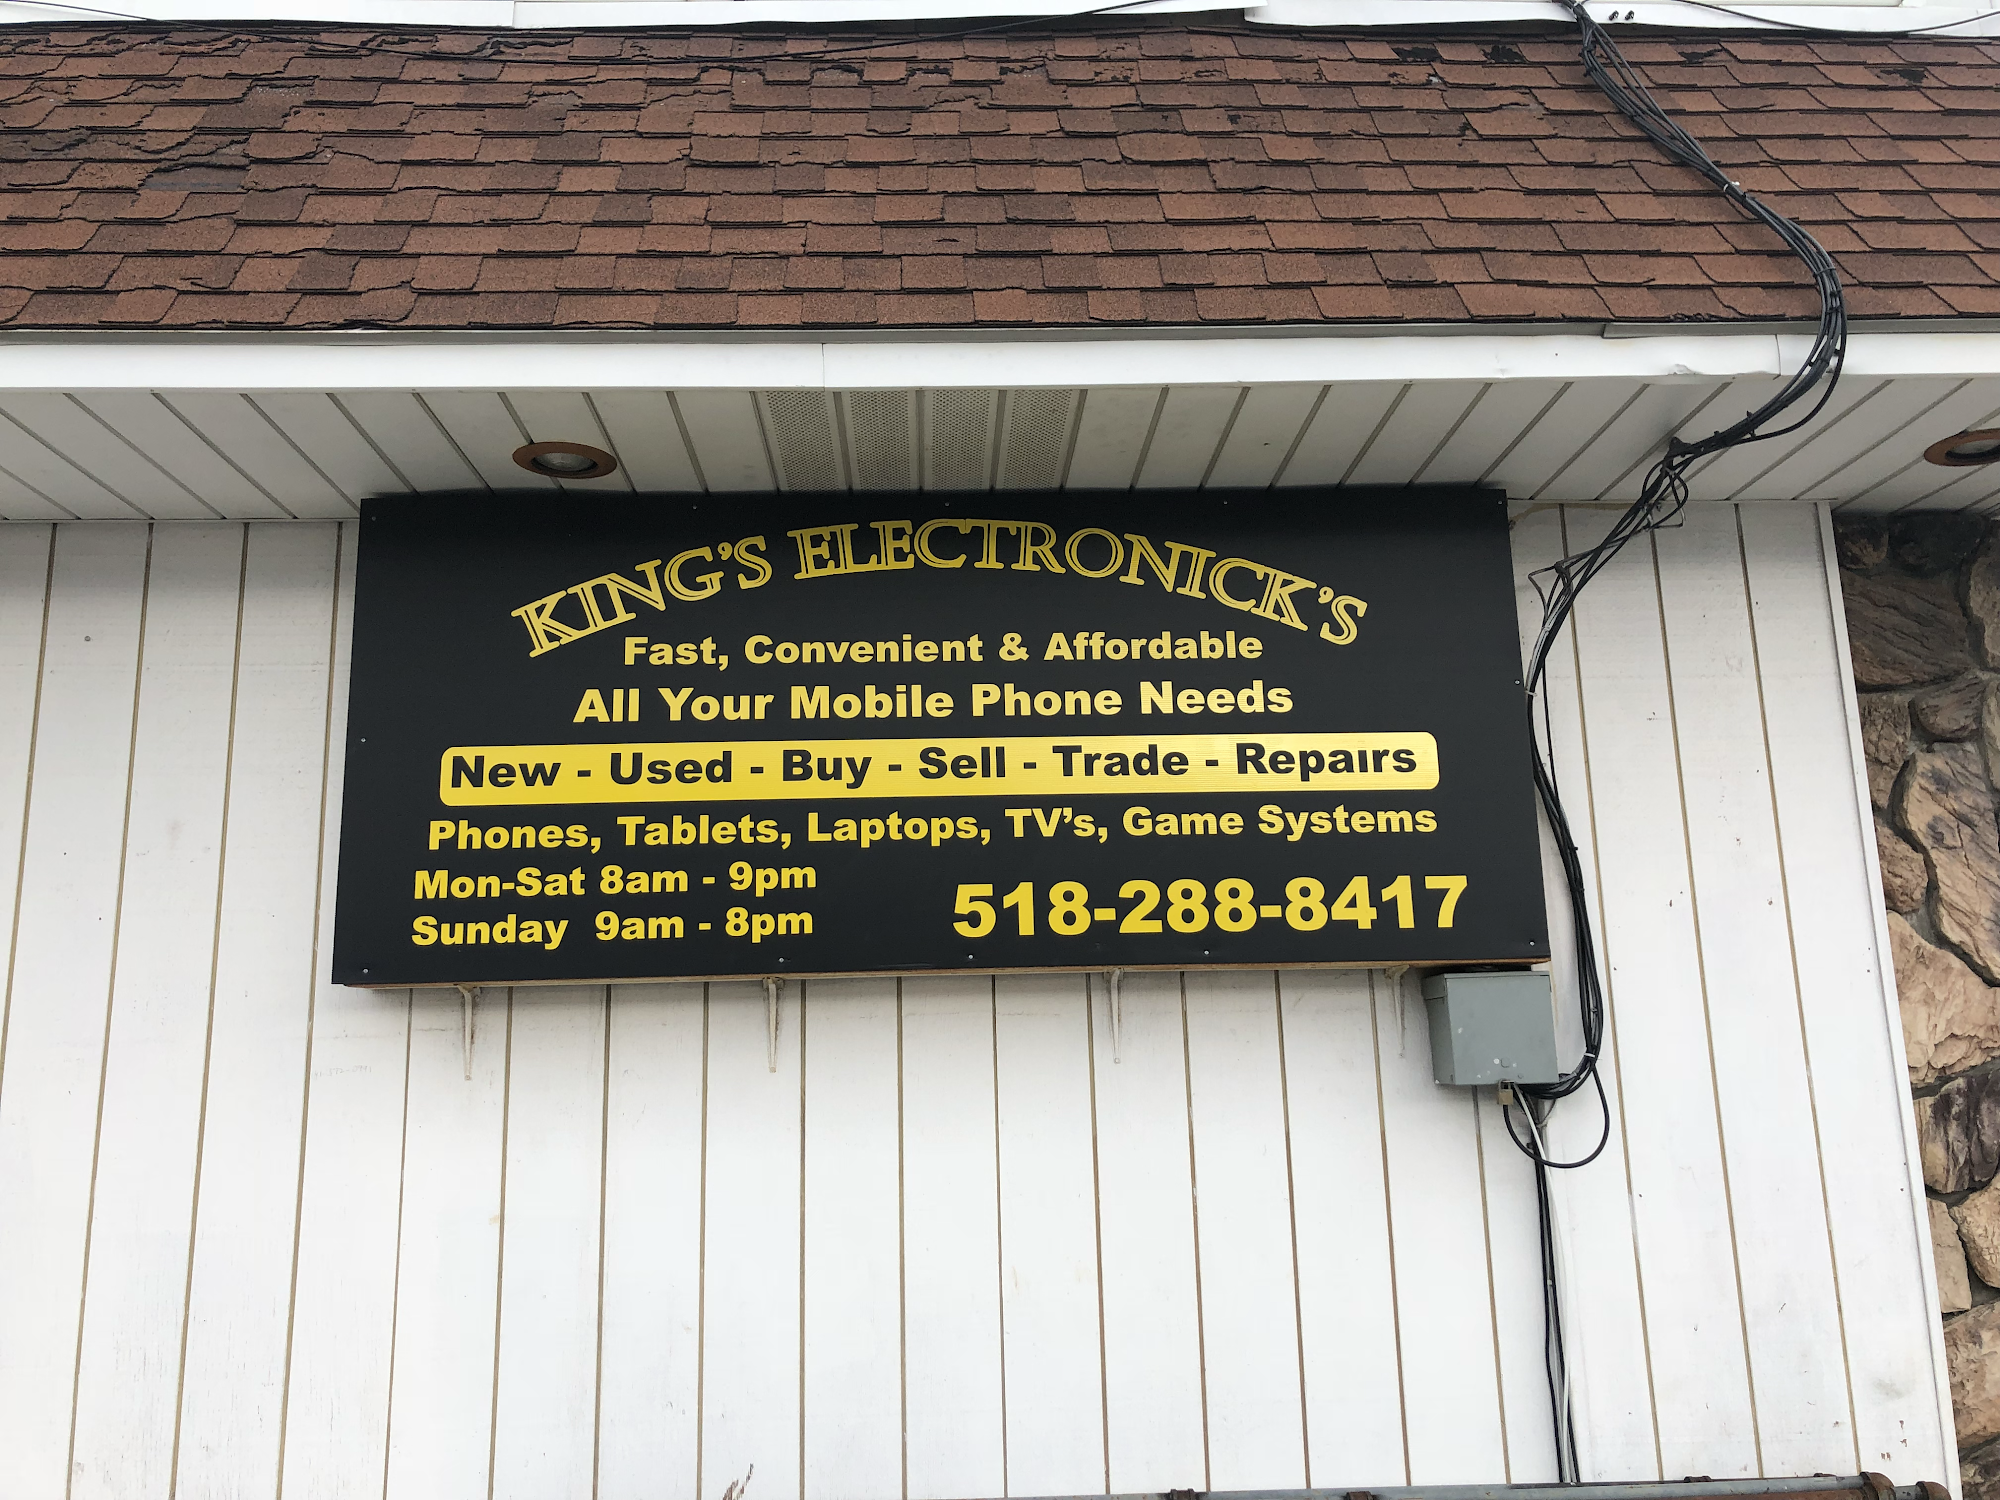 KING'S ELECTRONICK'S
Fast, Convenient & Affordable
All Your Mobile Phone Needs
New - Used - Buy - Sell - Trade - Repairs
Phones, Tablets, Laptops, TV's, Game Systems
Mon-Sat 8am - 9pm
Sunday 9am - 8pm
518-288-8417